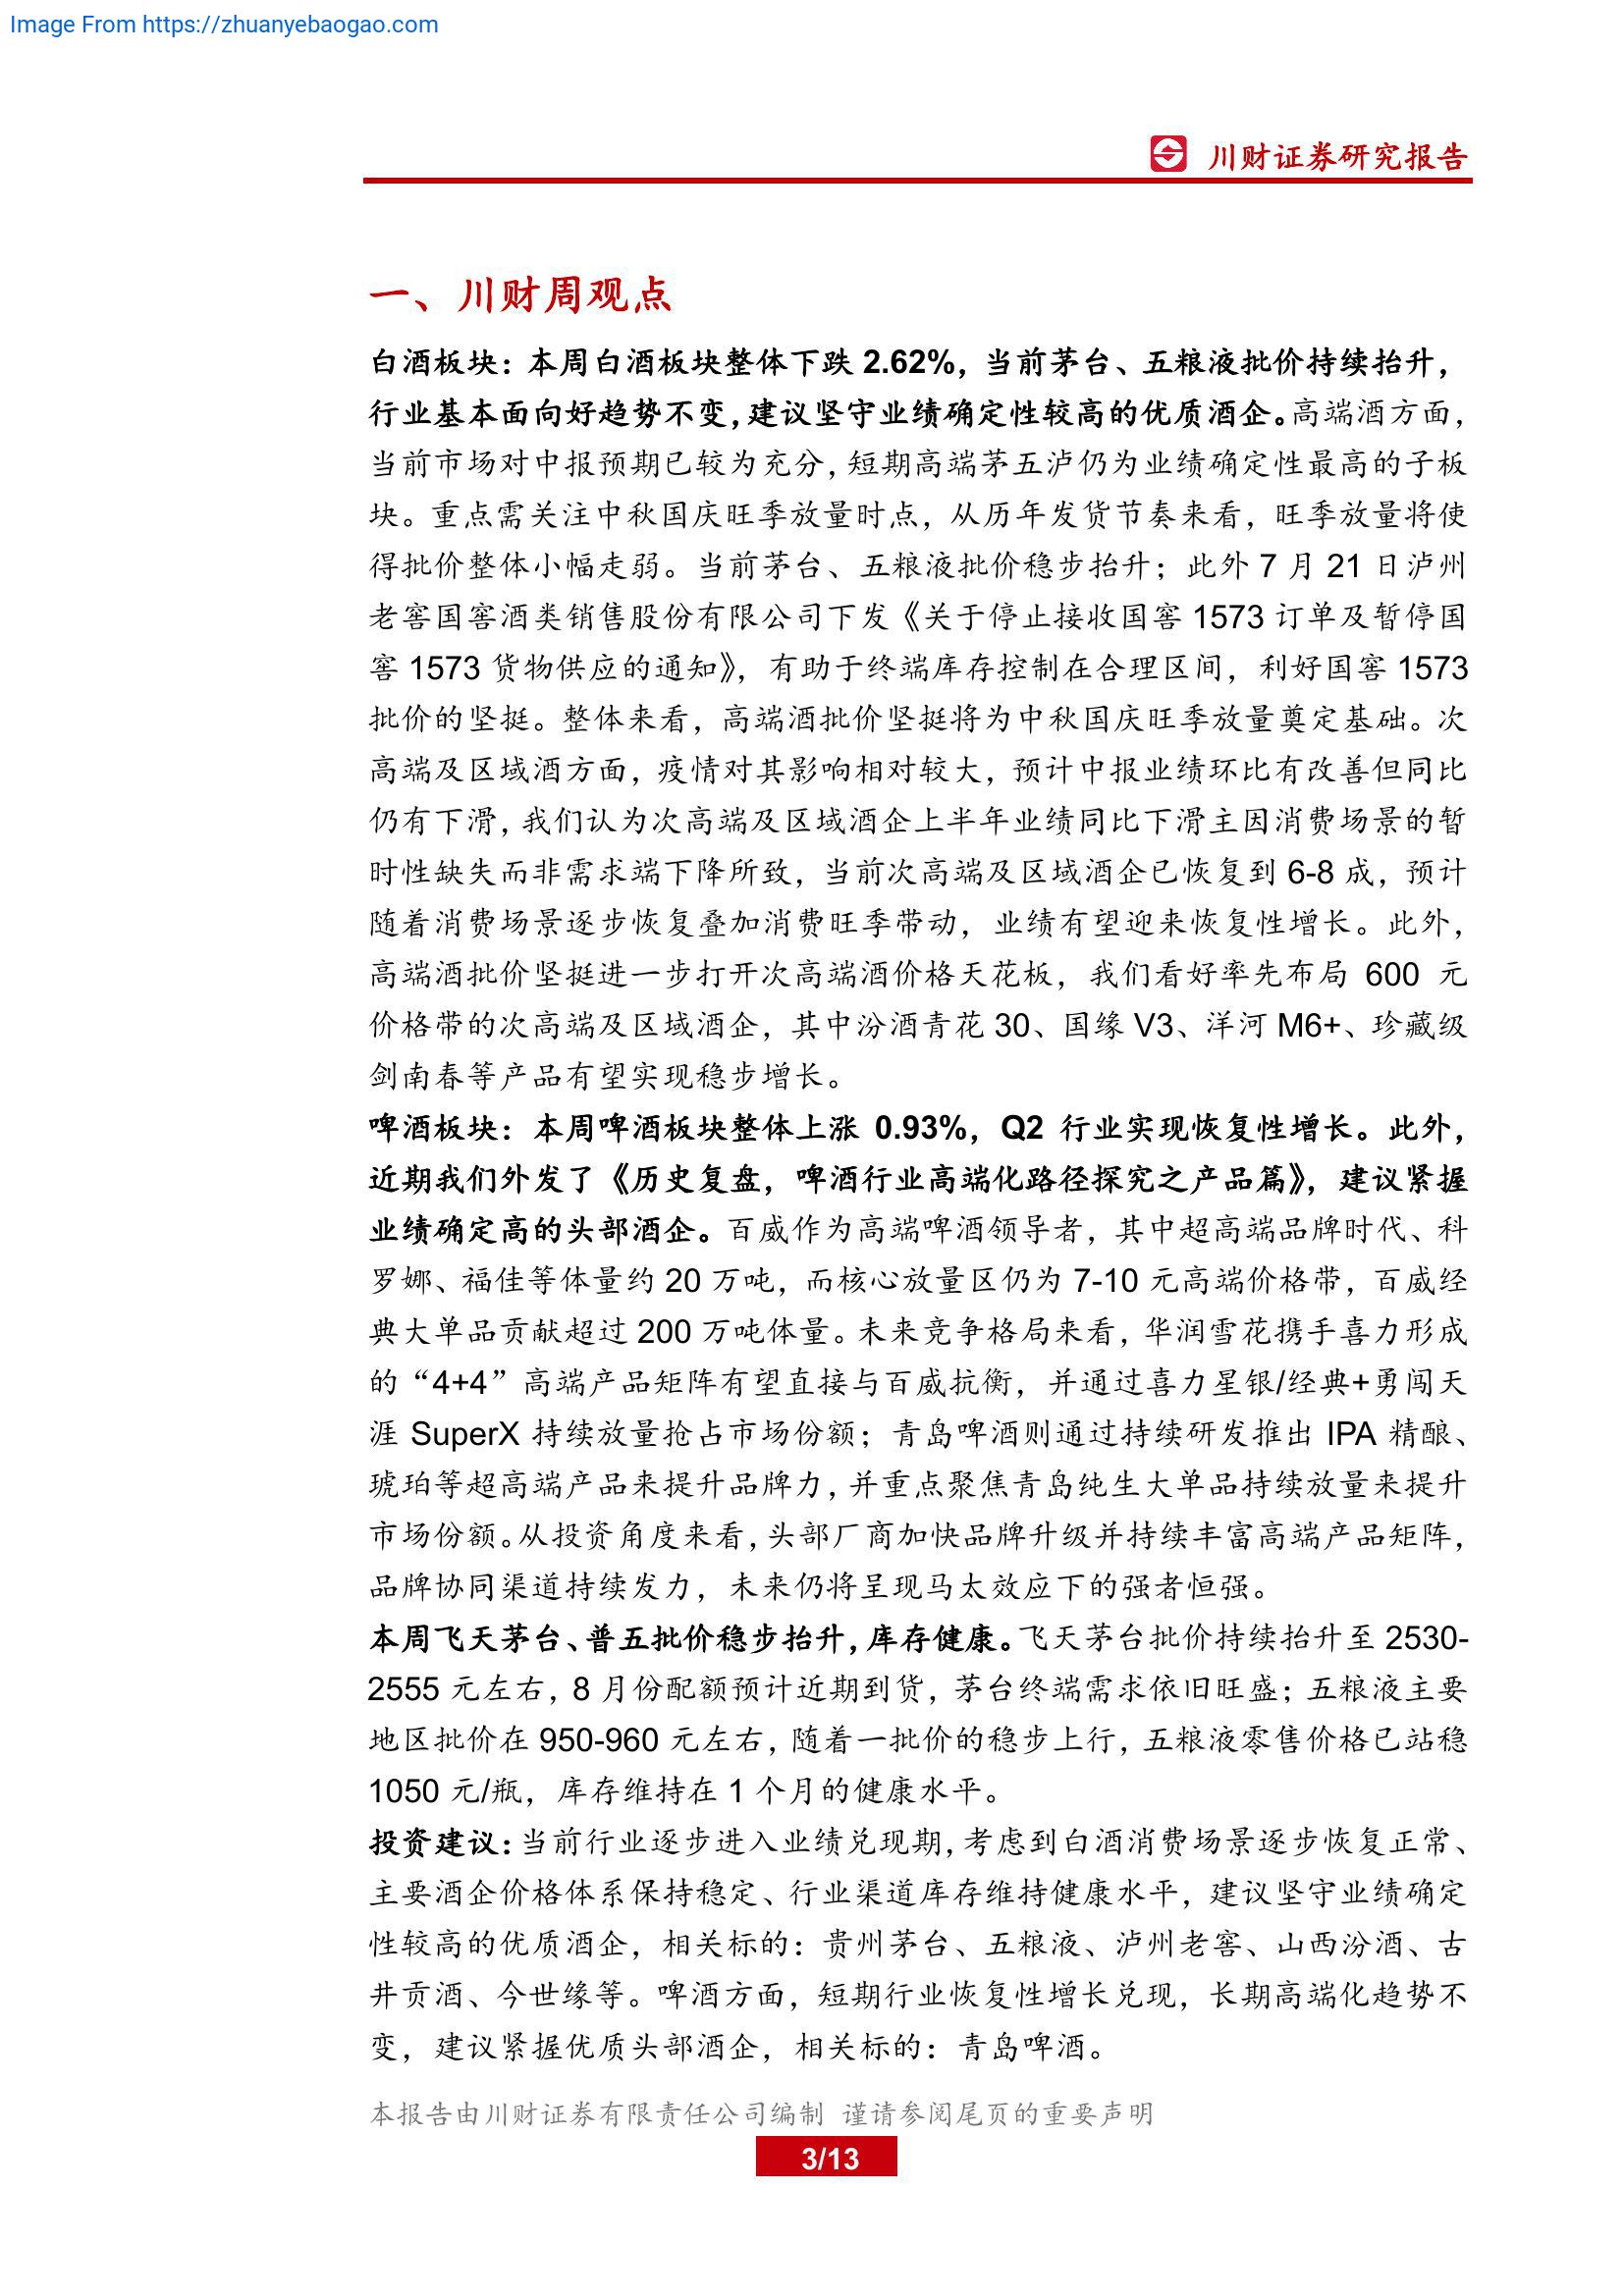 Image From https://zhuanyebaogao.com
川财证券研究报告
一、川财周观点
白酒板块：本周白酒板块整体下跌 2.62%，当前茅台、五粮液批价持续抬升，
行业基本面向好趋势不变，建议坚守业绩确定性较高的优质酒企。高端酒方面，
当前市场对中报预期已较为充分，短期高端茅五泸仍为业绩确定性最高的子板
块。重点需关注中秋国庆旺季放量时点，从历年发货节奏来看，旺季放量将使
得批价整体小幅走弱。当前茅台、五粮液批价稳步抬升；此外 7 月 21 日泸州
老窖国窖酒类销售股份有限公司下发《关于停止接收国窖 1573 订单及暂停国
窖 1573 货物供应的通知》，有助于终端库存控制在合理区间，利好国窖 1573
批价的坚挺。整体来看，高端酒批价坚挺将为中秋国庆旺季放量奠定基础。次
高端及区域酒方面，疫情对其影响相对较大，预计中报业绩环比有改善但同比
仍有下滑，我们认为次高端及区域酒企上半年业绩同比下滑主因消费场景的暂
时性缺失而非需求端下降所致，当前次高端及区域酒企已恢复到 6-8 成，预计
随着消费场景逐步恢复叠加消费旺季带动，业绩有望迎来恢复性增长。此外，
高端酒批价坚挺进一步打开次高端酒价格天花板，我们看好率先布局 600 元
价格带的次高端及区域酒企，其中汾酒青花 30、国缘 V3、洋河 M6+、珍藏级
剑南春等产品有望实现稳步增长。
啤酒板块：本周啤酒板块整体上涨 0.93%，Q2 行业实现恢复性增长。此外，
近期我们外发了《历史复盘，啤酒行业高端化路径探究之产品篇》，建议紧握
业绩确定高的头部酒企。百威作为高端啤酒领导者，其中超高端品牌时代、科
罗娜、福佳等体量约 20 万吨，而核心放量区仍为 7-10 元高端价格带，百威经
典大单品贡献超过 200 万吨体量。未来竞争格局来看，华润雪花携手喜力形成
的“4+4”高端产品矩阵有望直接与百威抗衡，并通过喜力星银/经典+勇闯天
涯 SuperX 持续放量抢占市场份额；青岛啤酒则通过持续研发推出 IPA 精酿、
琥珀等超高端产品来提升品牌力，并重点聚焦青岛纯生大单品持续放量来提升
市场份额。从投资角度来看，头部厂商加快品牌升级并持续丰富高端产品矩阵，
品牌协同渠道持续发力，未来仍将呈现马太效应下的强者恒强。
本周飞天茅台、普五批价稳步抬升，库存健康。飞天茅台批价持续抬升至 2530-
2555 元左右，8 月份配额预计近期到货，茅台终端需求依旧旺盛；五粮液主要
地区批价在 950-960 元左右，随着一批价的稳步上行，五粮液零售价格已站稳
1050 元/瓶，库存维持在 1 个月的健康水平。
投资建议：当前行业逐步进入业绩兑现期，考虑到白酒消费场景逐步恢复正常、
主要酒企价格体系保持稳定、行业渠道库存维持健康水平，建议坚守业绩确定
性较高的优质酒企，相关标的：贵州茅台、五粮液、泸州老窖、山西汾酒、古
井贡酒、今世缘等。啤酒方面，短期行业恢复性增长兑现，长期高端化趋势不
变，建议紧握优质头部酒企，相关标的：青岛啤酒。
本报告由川财证券有限责任公司编制 谨请参阅尾页的重要声明
3/13